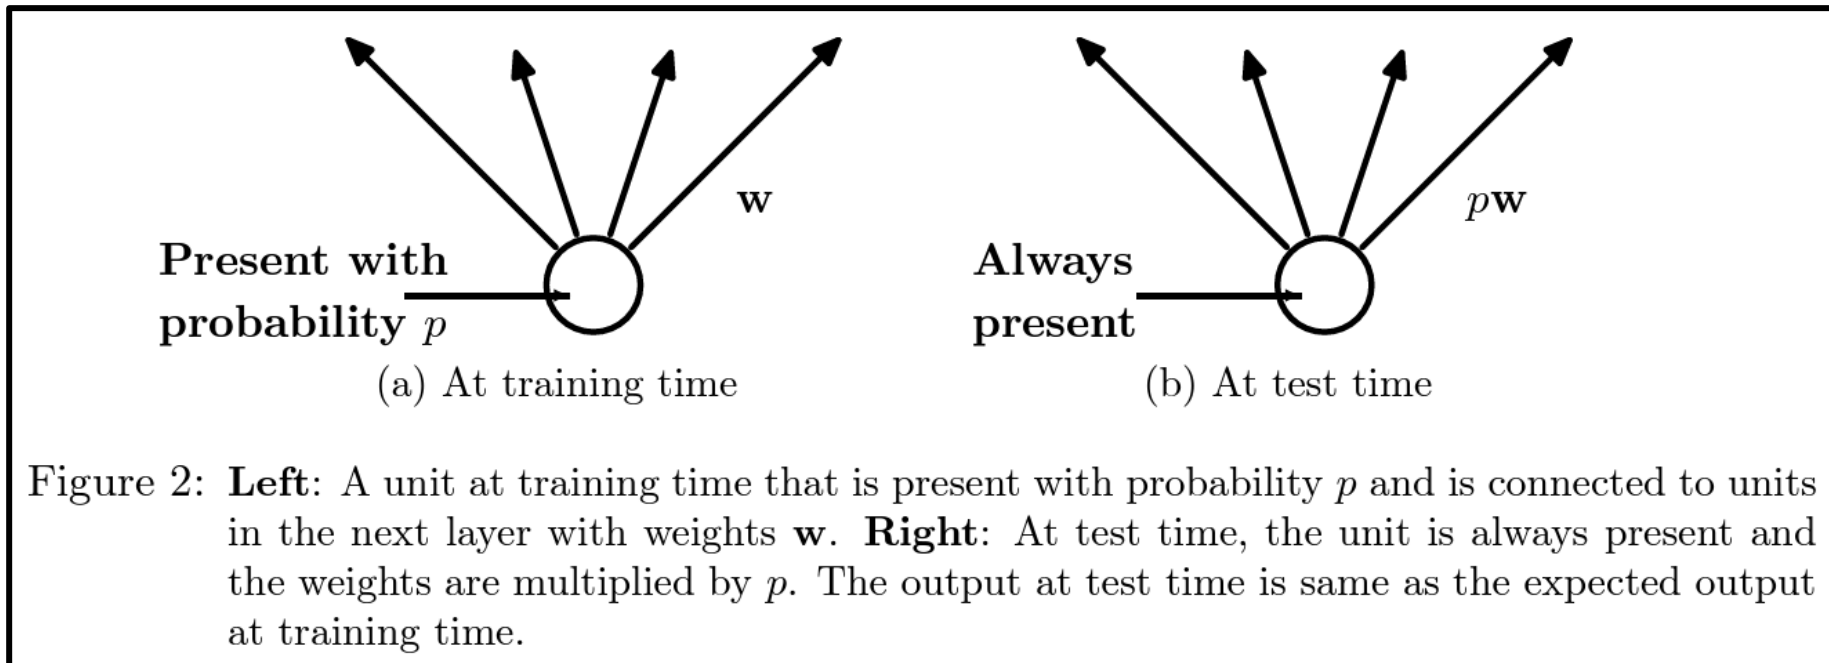 w
Present with
probability p
(a) At training time
pw
Always
present
(b) At test time
Figure 2: Left: A unit at training time that is present with probability p and is connected to units
in the next layer with weights w. Right: At test time, the unit is always present and
the weights are multiplied by p. The output at test time is same as the expected output
at training time.